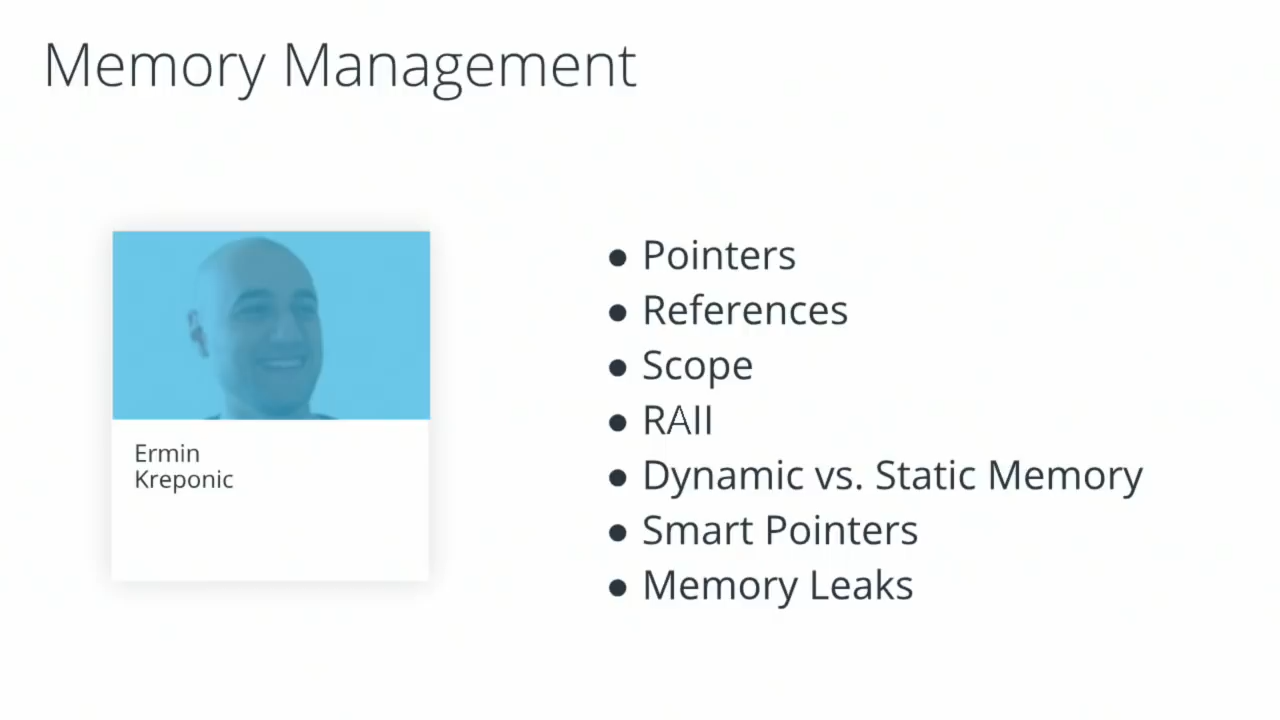 Memory Management
Ermin
Kreponic
● Pointers
● References
● Scope
● RAII
● Dynamic vs. Static Memory
● Smart Pointers
● Memory Leaks